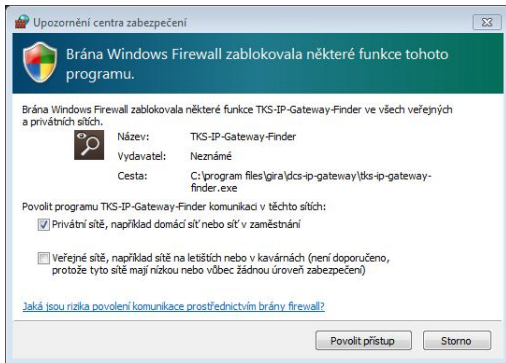 Upozornění centra zabezpečení
Brána Windows Firewall zablokovala některé funkce tohoto
programu.
Brána Windows Firewall zablokovala některé funkce TKS-IP-Gateway-Finder ve všech veřejných
a privátních sítích.
Název: TKS-IP-Gateway-Finder
Vydavatel: Neznámé
Cesta: C:\program files\gira\dcs-ip-gateway\tks-ip-gateway-
finder.exe
Povolit programu TKS-IP-Gateway-Finder komunikaci v těchto sítích:
Privátní sítě, například domácí síť nebo síť v zaměstnání
Veřejné sítě, například sítě na letištích nebo v kavárnách (není doporučeno,
protože tyto sítě mají nízkou nebo vůbec žádnou úroveň zabezpečení)
Jaká jsou rizika povolení komunikace prostřednictvím brány firewall?
Povolit přístup Storno